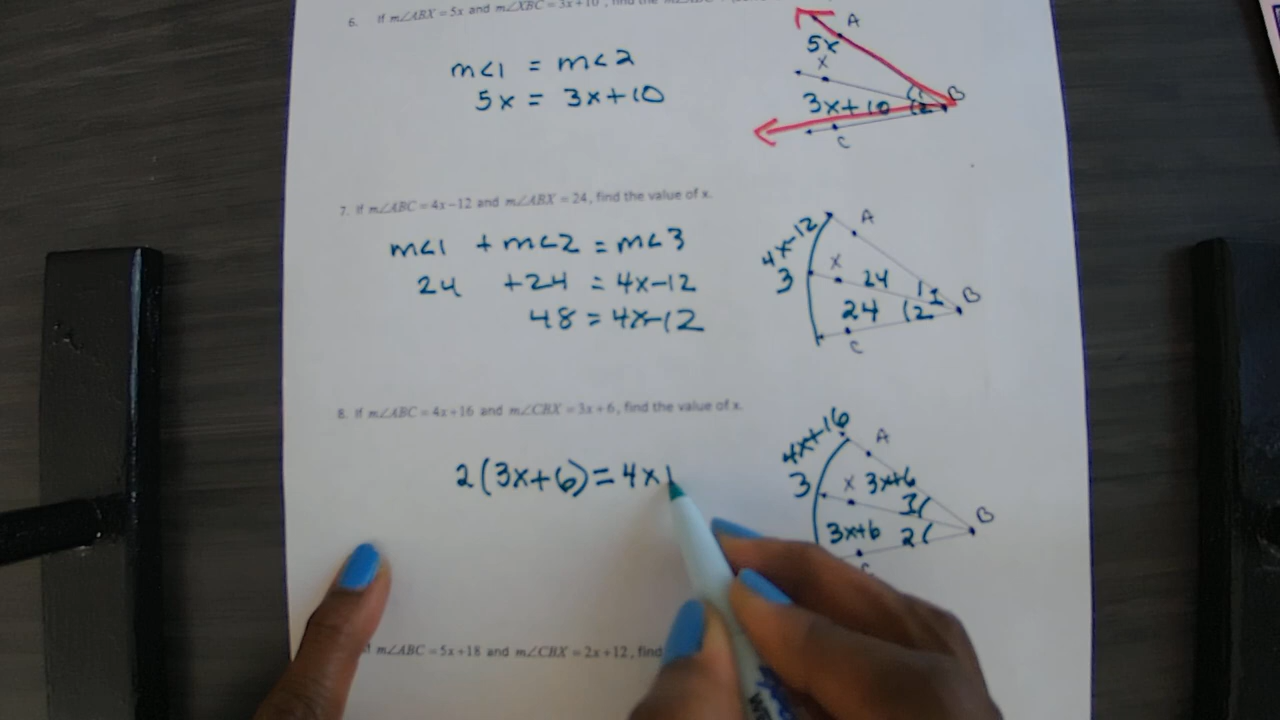 6. If m∠ABX = 5x and m∠XBC = 3x+10, find the
m<1 = m<2
5x = 3x+10
A
5x
X
3x+10
(1
(2
B
C
7. If m∠ABC = 4x−12 and m∠ABX = 24, find the value of x.
m<1 + m<2 = m<3
24 +24 = 4x-12
48 = 4x-12
4x-12
3
A
X
24
24
(2
B
C
8. If m∠ABC = 4x+16 and m∠CBX = 3x+6, find the value of x.
2(3x+6)=4x
4x+16
3
A
X
3x+6
3x+6
2(
B
m∠ABC = 5x+18 and m∠CBX = 2x+12, find